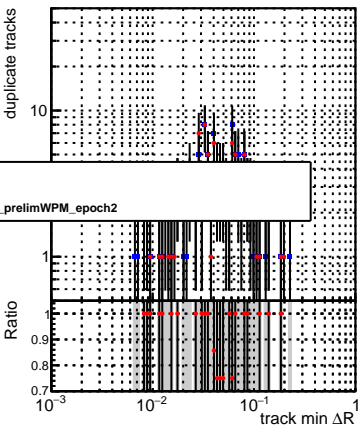 duplicate tracks
10
_prelimWPM_epoch2
1
Ratio
1
0.9
0.8
0.7
10⁻³ 10⁻² 10⁻¹ 1
track min ΔR